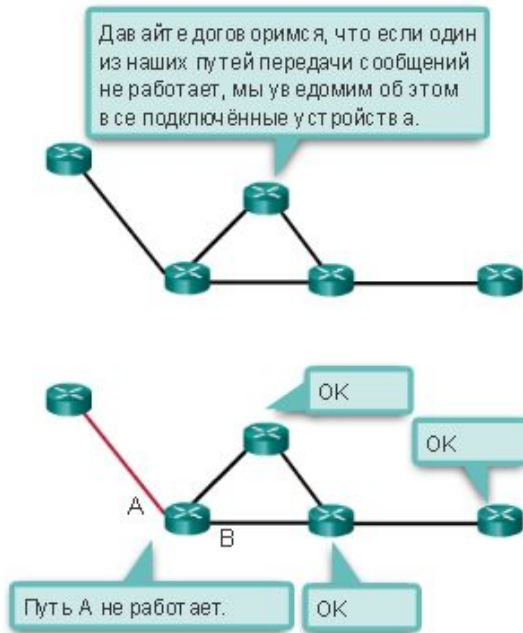 Давайте договоримся, что если один
из наших путей передачи сообщений
не работает, мы уведомим об этом
все подключённые устройства.
OK
OK
A
B
Путь A не работает.
OK